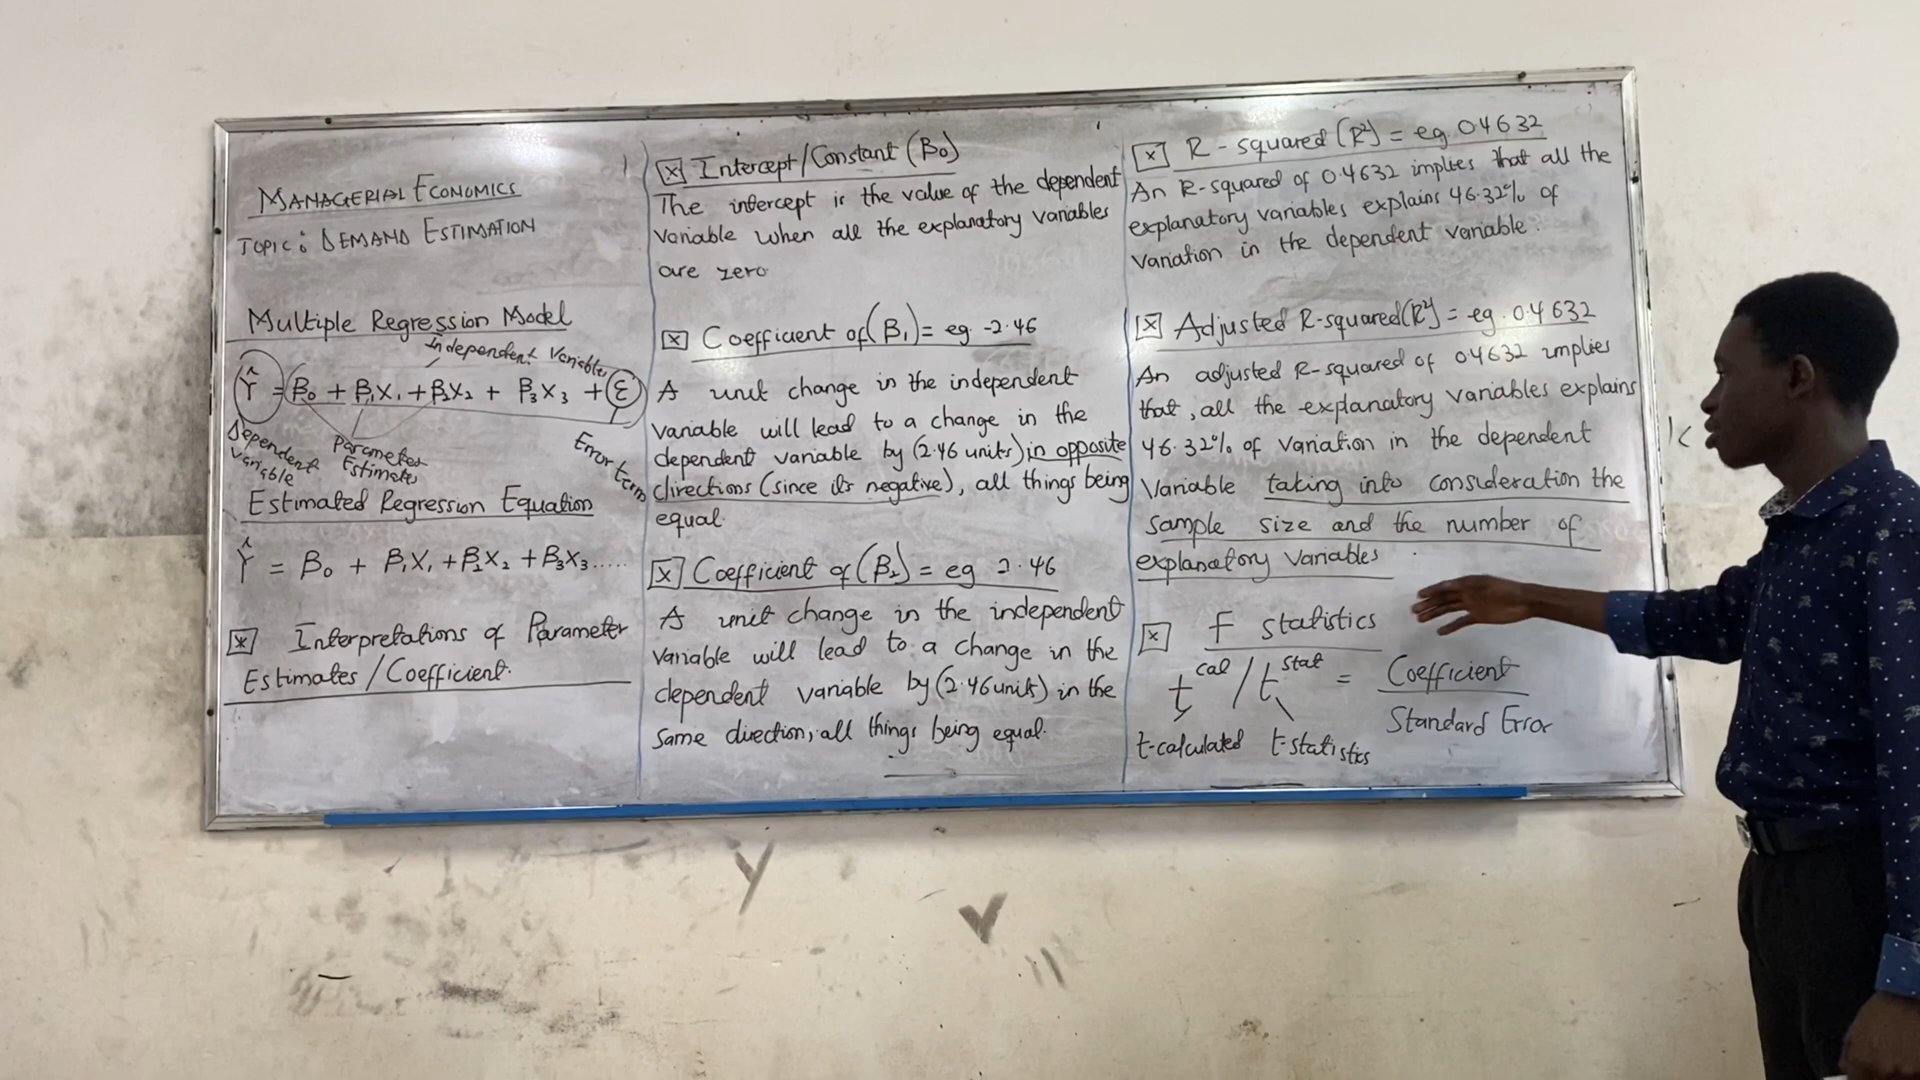 MANAGERIAL ECONOMICS
TOPIC: DEMAND ESTIMATION
Multiple Regression Model
Independent Variables
Ŷ = β₀ + β₁X₁ + β₂X₂ + β₃X₃ + ε
Dependent Variable
Parameter Estimates
Error term
Estimated Regression Equation
Ŷ = β₀ + β₁X₁ + β₂X₂ + β₃X₃.....
Interpretations of Parameter
Estimates/Coefficient.
Intercept/Constant (β₀)
The intercept is the value of the dependent
variable when all the explanatory variables
are zero
Coefficient of (β₁) = eg. -2.46
A unit change in the independent
variable will lead to a change in the
dependent variable by (2.46 units) in opposite
directions (since its negative), all things being
equal.
Coefficient of (β₂) = eg 2.46
A unit change in the independent
variable will lead to a change in the
dependent variable by (2.46 units) in the
same direction, all things being equal.
R-squared (R²) = eg. 04632
An R-squared of 0.4632 implies that all the
explanatory variables explains 46.32% of
variation in the dependent variable.
Adjusted R-squared (R²) = eg. 0.4632
An adjusted R-squared of 0.4632 implies
that, all the explanatory variables explains
46.32% of variation in the dependent
variable taking into consideration the
sample size and the number of
explanatory variables
F statistics
t cal / t stat = Coefficient
Standard Error
t-calculated t-statistics